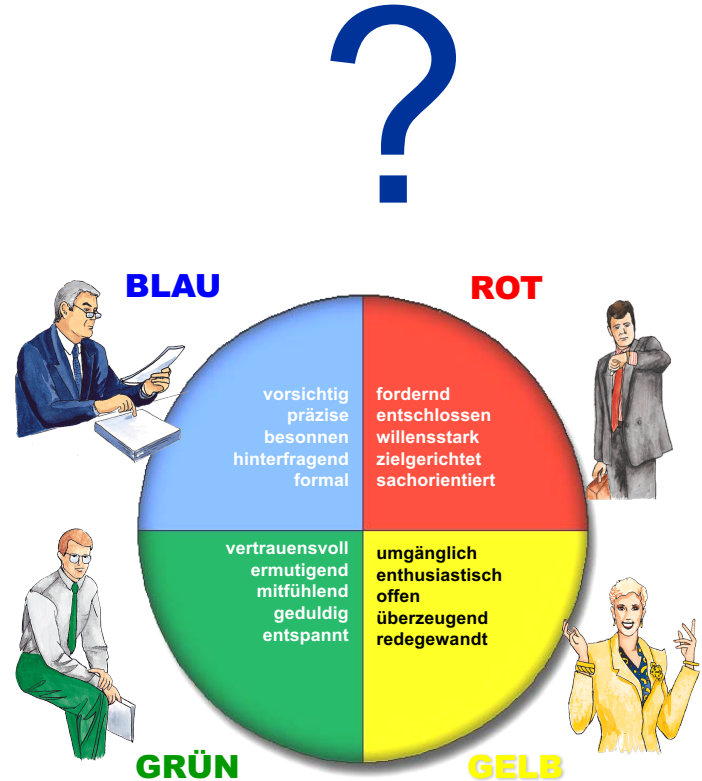 ?
BLAU
ROT
vorsichtig
präzise
besonnen
hinterfragend
formal
fordernd
entschlossen
willensstark
zielgerichtet
sachorientiert
vertrauensvoll
ermutigend
mitfühlend
geduldig
entspannt
umgänglich
enthusiastisch
offen
überzeugend
redegewandt
GRÜN
GELB